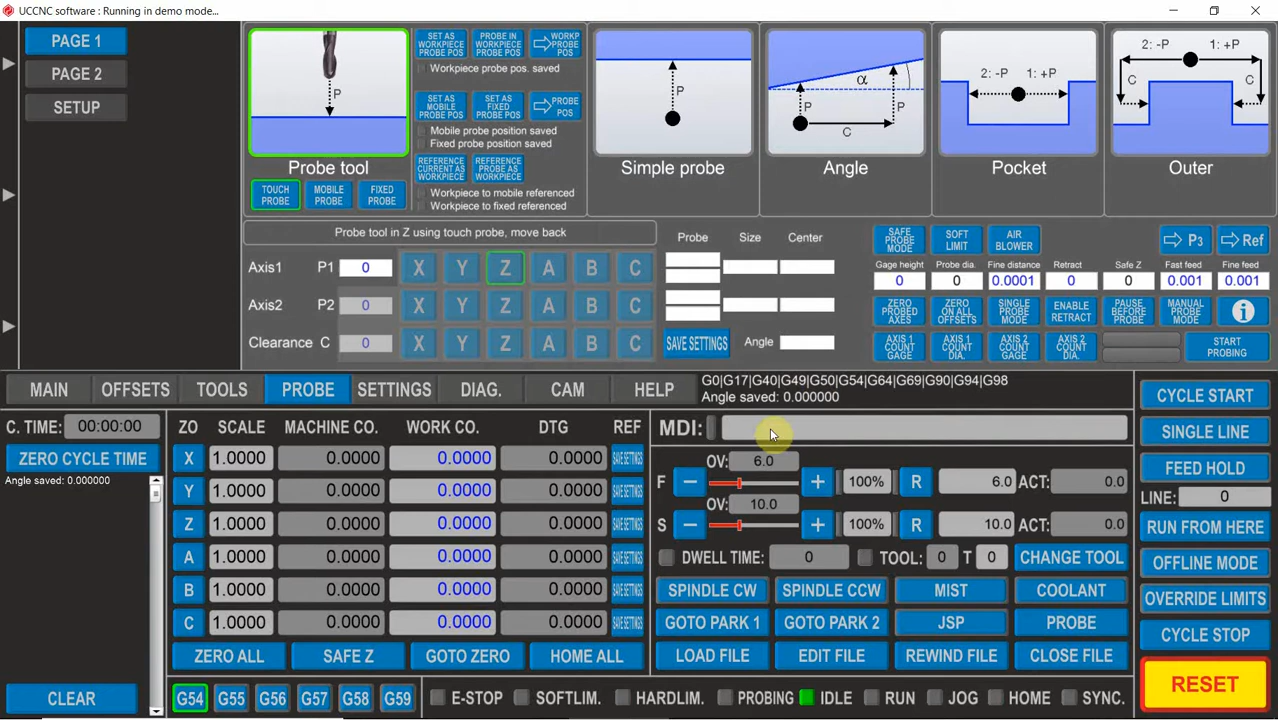 UCCNC software : Running in demo mode...
PAGE 1
PAGE 2
SETUP
P
Probe tool
TOUCH PROBE
MOBILE PROBE
FIXED PROBE
SET AS WORKPIECE PROBE POS
PROBE IN WORKPIECE PROBE POS
WORKP PROBE POS
Workpiece probe pos. saved
SET AS MOBILE PROBE POS
SET AS FIXED PROBE POS
PROBE POS
Mobile probe position saved
Fixed probe position saved
REFERENCE CURRENT AS WORKPIECE
REFERENCE PROBE AS WORKPIECE
Workpiece to mobile referenced
Workpiece to fixed referenced
P
Simple probe
α
P
P
C
Angle
2: -P 1: +P
Pocket
2: -P 1: +P
C C
Outer
Probe tool in Z using touch probe, move back
Axis1 P1 0 X Y Z A B C
Axis2 P2 0 X Y Z A B C
Clearance C 0 X Y Z A B C
Probe Size Center
SAVE SETTINGS Angle
SAFE PROBE MODE
SOFT LIMIT
AIR BLOWER
P3
Ref
Gage height Probe dia. Fine distance Retract Safe Z Fast feed Fine feed
0 0 0.0001 0 0 0.001 0.001
ZERO PROBED AXES
ZERO ON ALL OFFSETS
SINGLE PROBE MODE
ENABLE RETRACT
PAUSE BEFORE PROBE
MANUAL PROBE MODE
i
AXIS 1 COUNT GAGE
AXIS 1 COUNT DIA.
AXIS 2 COUNT GAGE
AXIS 2 COUNT DIA.
START PROBING
MAIN OFFSETS TOOLS PROBE SETTINGS DIAG. CAM HELP
G0|G17|G40|G49|G50|G54|G64|G69|G90|G94|G98
Angle saved: 0.000000
C. TIME: 00:00:00
ZERO CYCLE TIME
Angle saved: 0.000000
CLEAR
ZO SCALE MACHINE CO. WORK CO. DTG REF
X 1.0000 0.0000 0.0000 0.0000 SAVE SETTINGS
Y 1.0000 0.0000 0.0000 0.0000 SAVE SETTINGS
Z 1.0000 0.0000 0.0000 0.0000 SAVE SETTINGS
A 1.0000 0.0000 0.0000 0.0000 SAVE SETTINGS
B 1.0000 0.0000 0.0000 0.0000 SAVE SETTINGS
C 1.0000 0.0000 0.0000 0.0000 SAVE SETTINGS
ZERO ALL SAFE Z GOTO ZERO HOME ALL
G54 G55 G56 G57 G58 G59
MDI:
OV: 6.0
F − + 100% R 6.0 ACT: 0.0
OV: 10.0
S − + 100% R 10.0 ACT: 0.0
DWELL TIME: 0 TOOL: 0 T 0 CHANGE TOOL
SPINDLE CW SPINDLE CCW MIST COOLANT
GOTO PARK 1 GOTO PARK 2 JSP PROBE
LOAD FILE EDIT FILE REWIND FILE CLOSE FILE
E-STOP SOFTLIM. HARDLIM. PROBING IDLE RUN JOG HOME SYNC.
CYCLE START
SINGLE LINE
FEED HOLD
LINE: 0
RUN FROM HERE
OFFLINE MODE
OVERRIDE LIMITS
CYCLE STOP
RESET